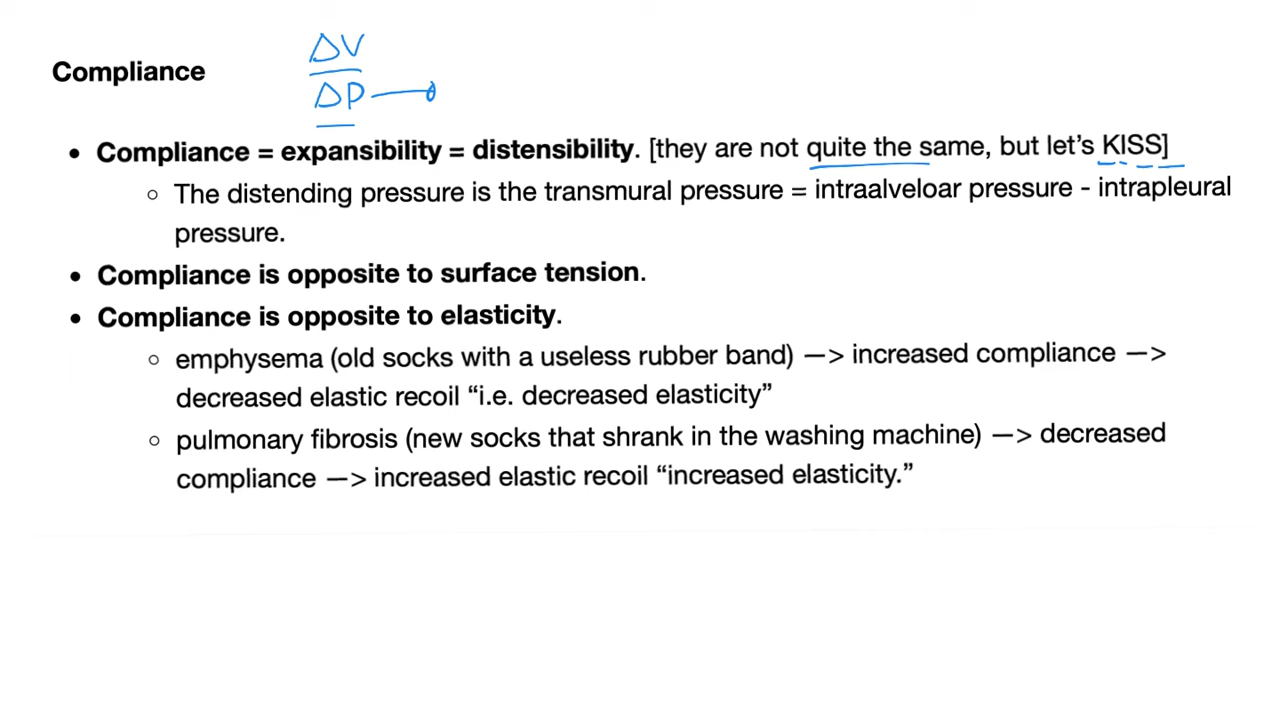 Compliance
ΔV
ΔP
• Compliance = expansibility = distensibility. [they are not quite the same, but let's KISS]
○ The distending pressure is the transmural pressure = intraalveloar pressure - intrapleural
pressure.
• Compliance is opposite to surface tension.
• Compliance is opposite to elasticity.
○ emphysema (old socks with a useless rubber band) —> increased compliance —>
decreased elastic recoil “i.e. decreased elasticity”
○ pulmonary fibrosis (new socks that shrank in the washing machine) —> decreased
compliance —> increased elastic recoil “increased elasticity.”